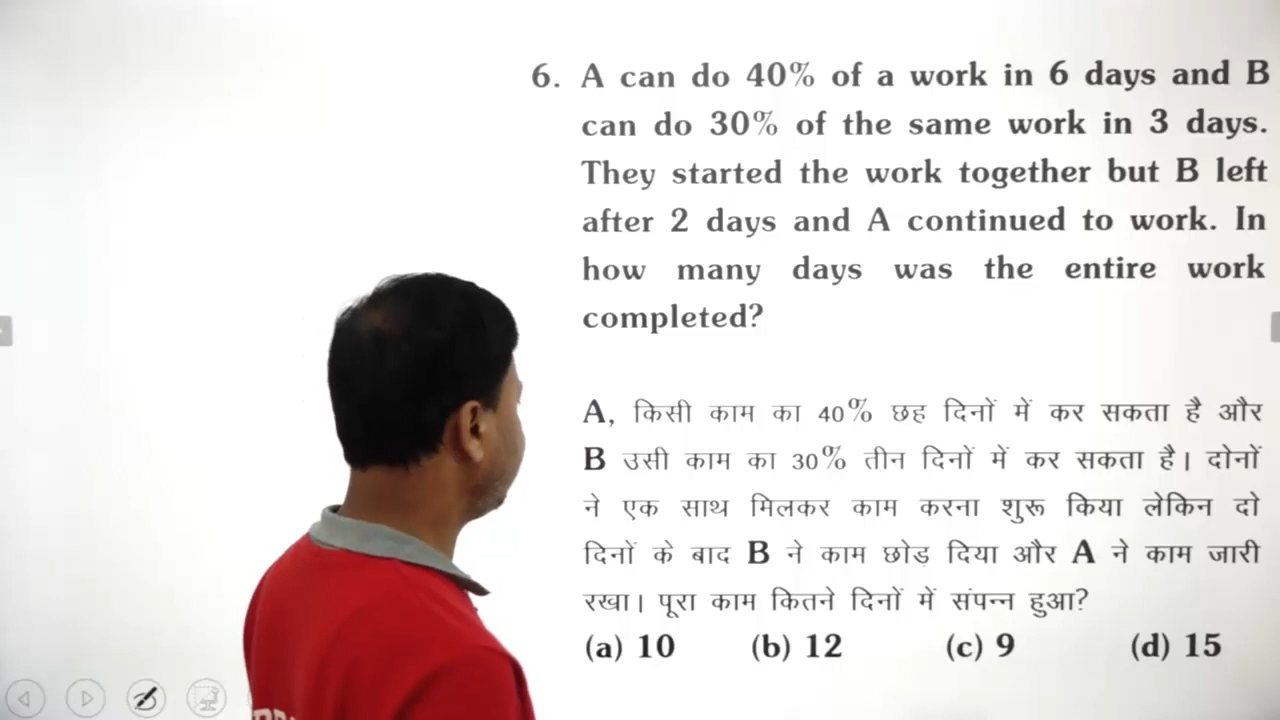 6. A can do 40% of a work in 6 days and B
can do 30% of the same work in 3 days.
They started the work together but B left
after 2 days and A continued to work. In
how many days was the entire work
completed?
A, किसी काम का 40% छह दिनों में कर सकता है और
B उसी काम का 30% तीन दिनों में कर सकता है। दोनों
ने एक साथ मिलकर काम करना शुरू किया लेकिन दो
दिनों के बाद B ने काम छोड़ दिया और A ने काम जारी
रखा। पूरा काम कितने दिनों में संपन्न हुआ?
(a) 10 (b) 12 (c) 9 (d) 15